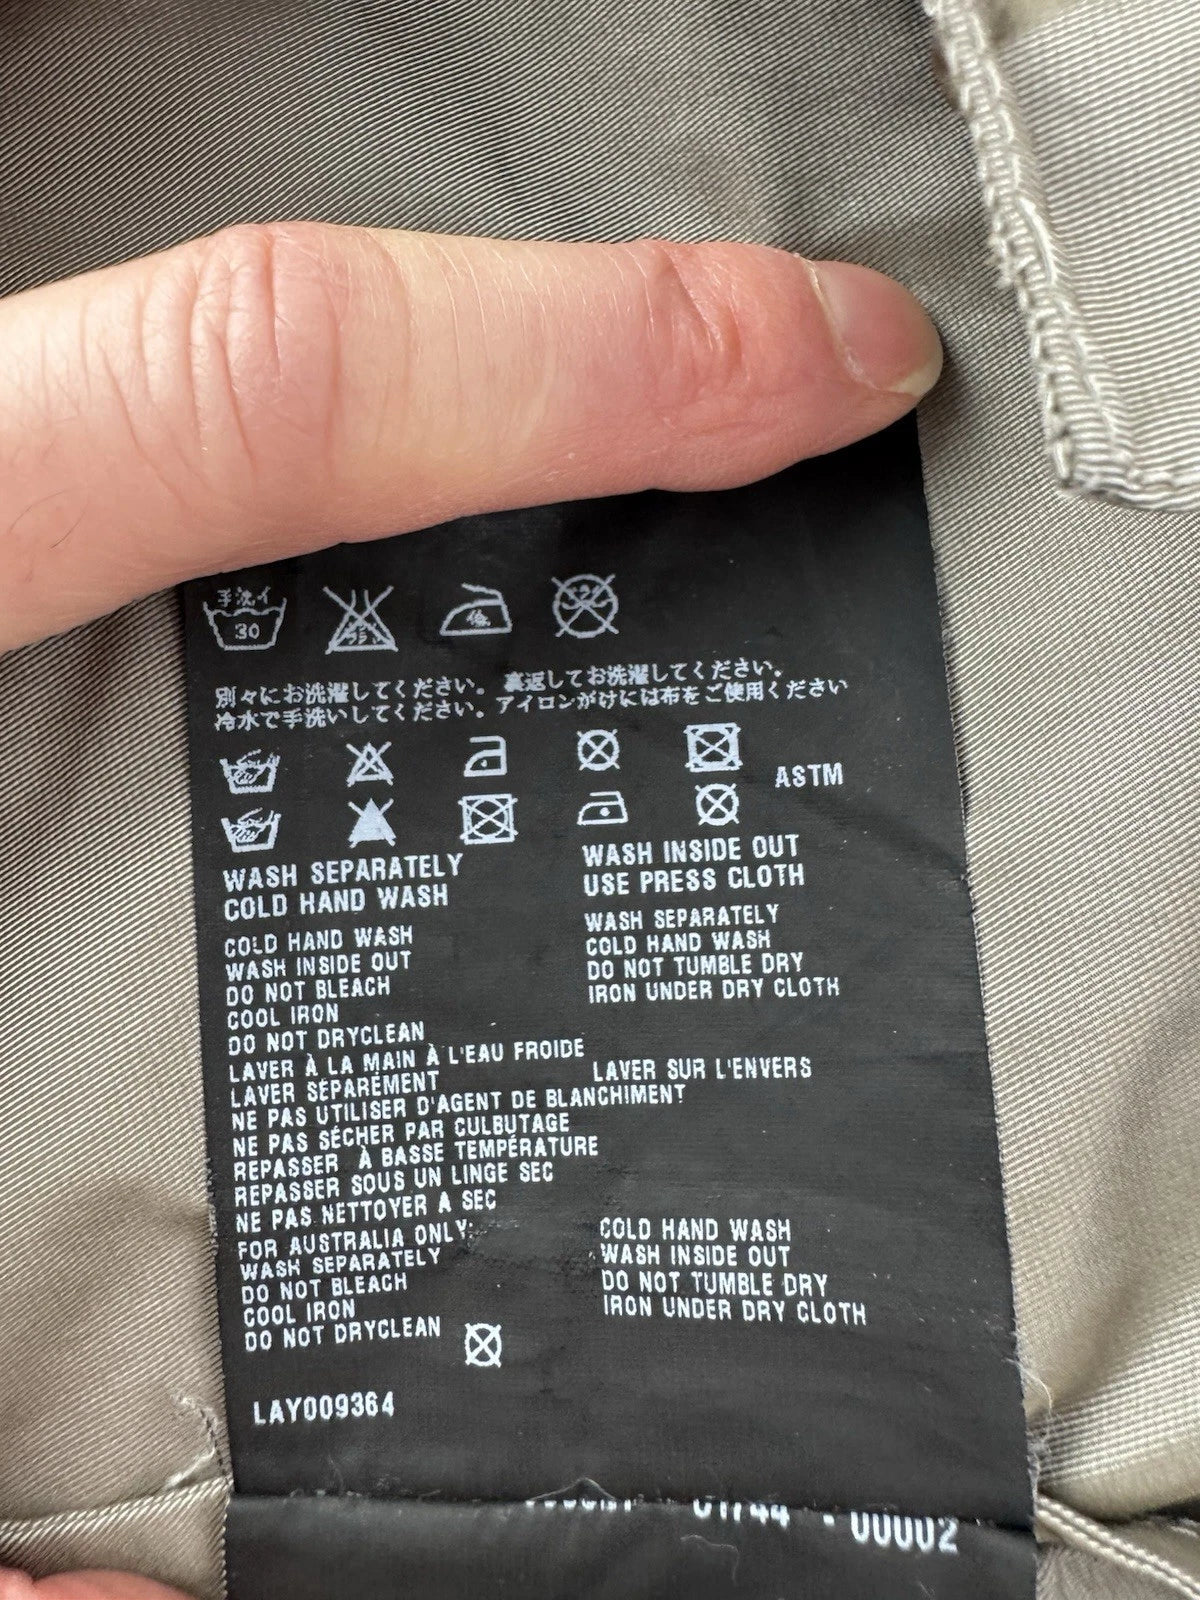 手洗イ
30
別々にお洗濯してください。裏返してお洗濯してください。
冷水で手洗いしてください。アイロンがけには布をご使用ください
ASTM
WASH SEPARATELY
COLD HAND WASH
WASH INSIDE OUT
USE PRESS CLOTH
COLD HAND WASH
WASH INSIDE OUT
DO NOT BLEACH
COOL IRON
DO NOT DRYCLEAN
WASH SEPARATELY
COLD HAND WASH
DO NOT TUMBLE DRY
IRON UNDER DRY CLOTH
LAVER À LA MAIN À L'EAU FROIDE
LAVER SÉPARÉMENT
LAVER SUR L'ENVERS
NE PAS UTILISER D'AGENT DE BLANCHIMENT
NE PAS SÉCHER PAR CULBUTAGE
REPASSER À BASSE TEMPÉRATURE
REPASSER SOUS UN LINGE SEC
NE PAS NETTOYER A SEC
FOR AUSTRALIA ONLY:
WASH SEPARATELY
DO NOT BLEACH
COOL IRON
DO NOT DRYCLEAN
COLD HAND WASH
WASH INSIDE OUT
DO NOT TUMBLE DRY
IRON UNDER DRY CLOTH
LAY009364
01744 - 00002